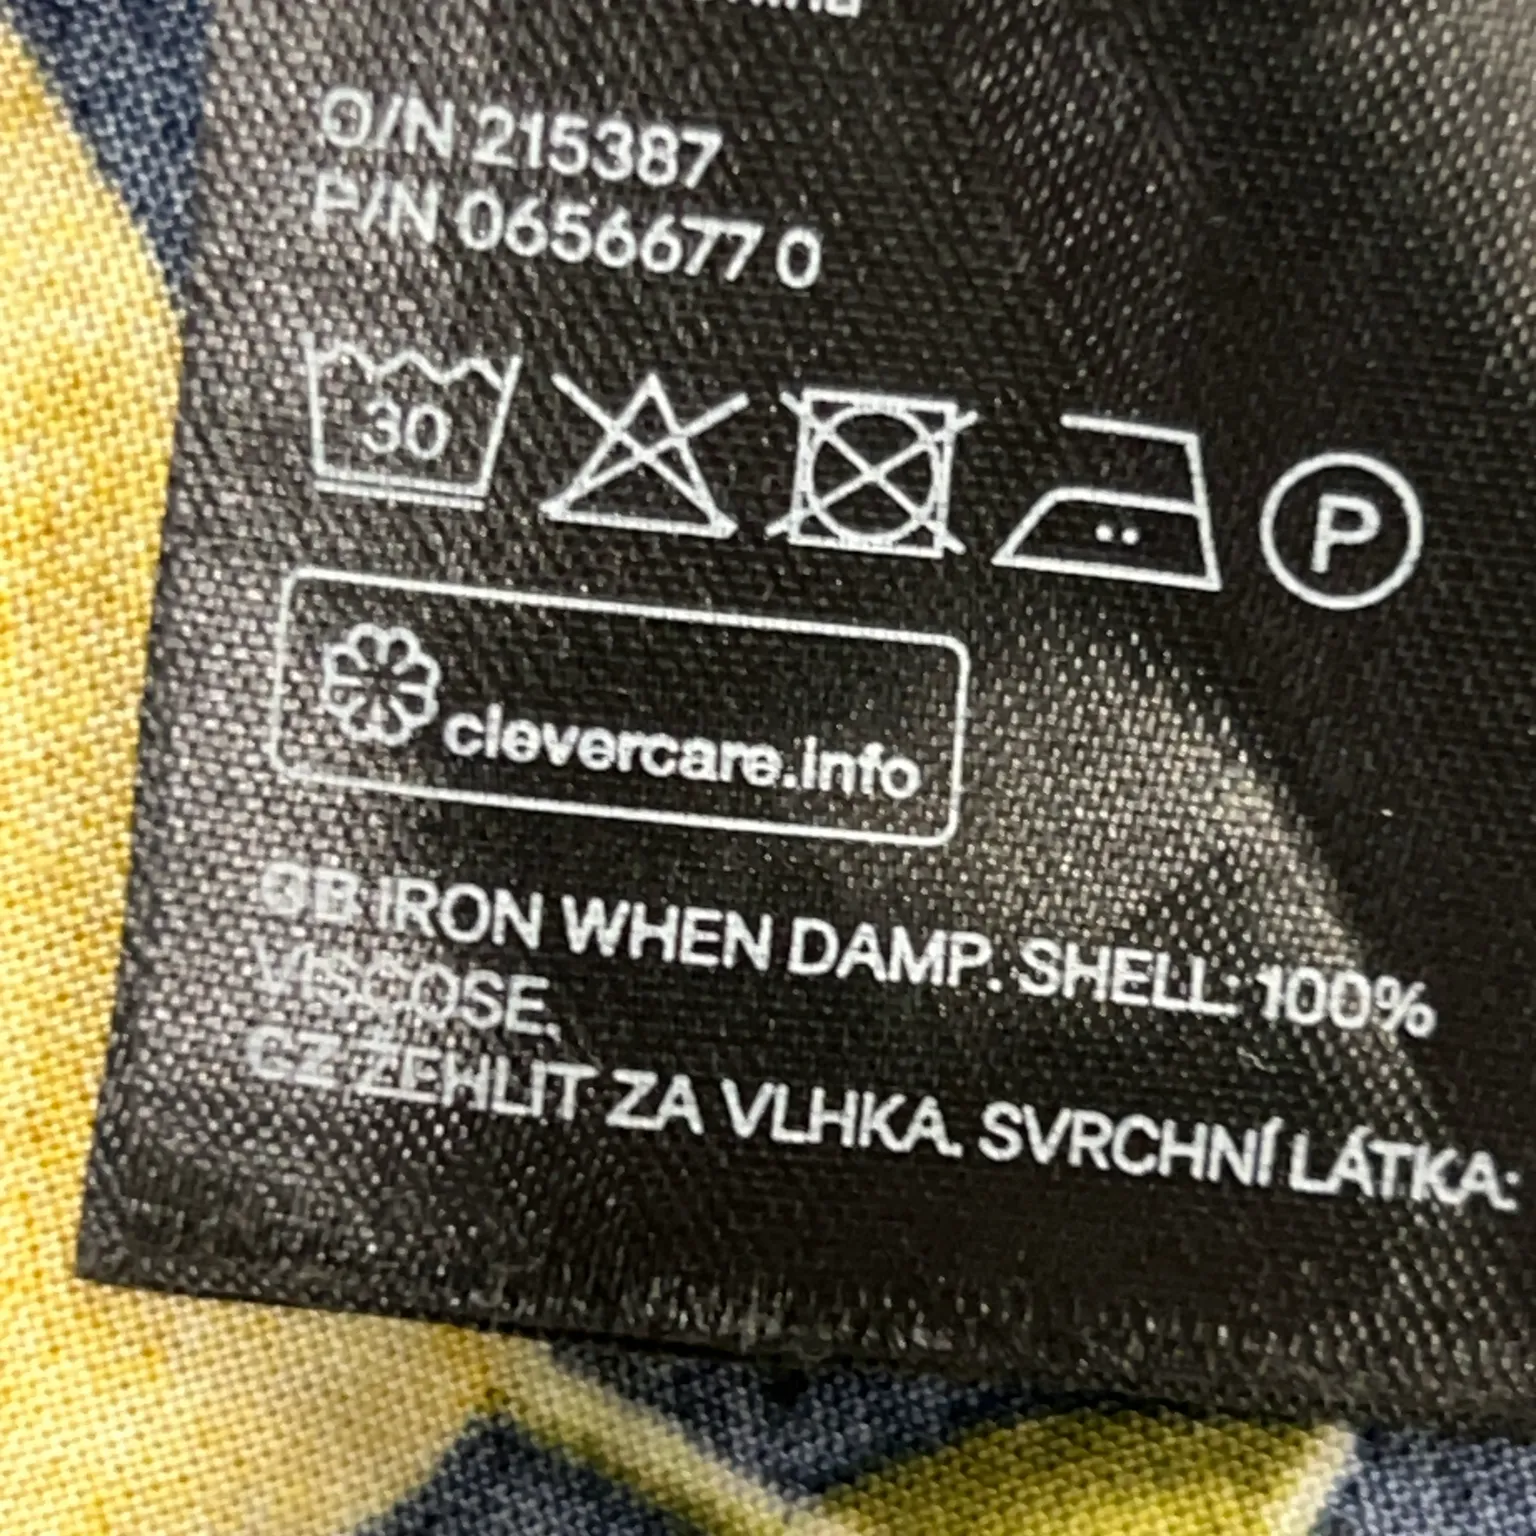 O/N 215387
P/N 0656677 0
30
P
clevercare.info
GB IRON WHEN DAMP. SHELL: 100%
VISCOSE.
CZ ŽEHLIT ZA VLHKA. SVRCHNÍ LÁTKA: